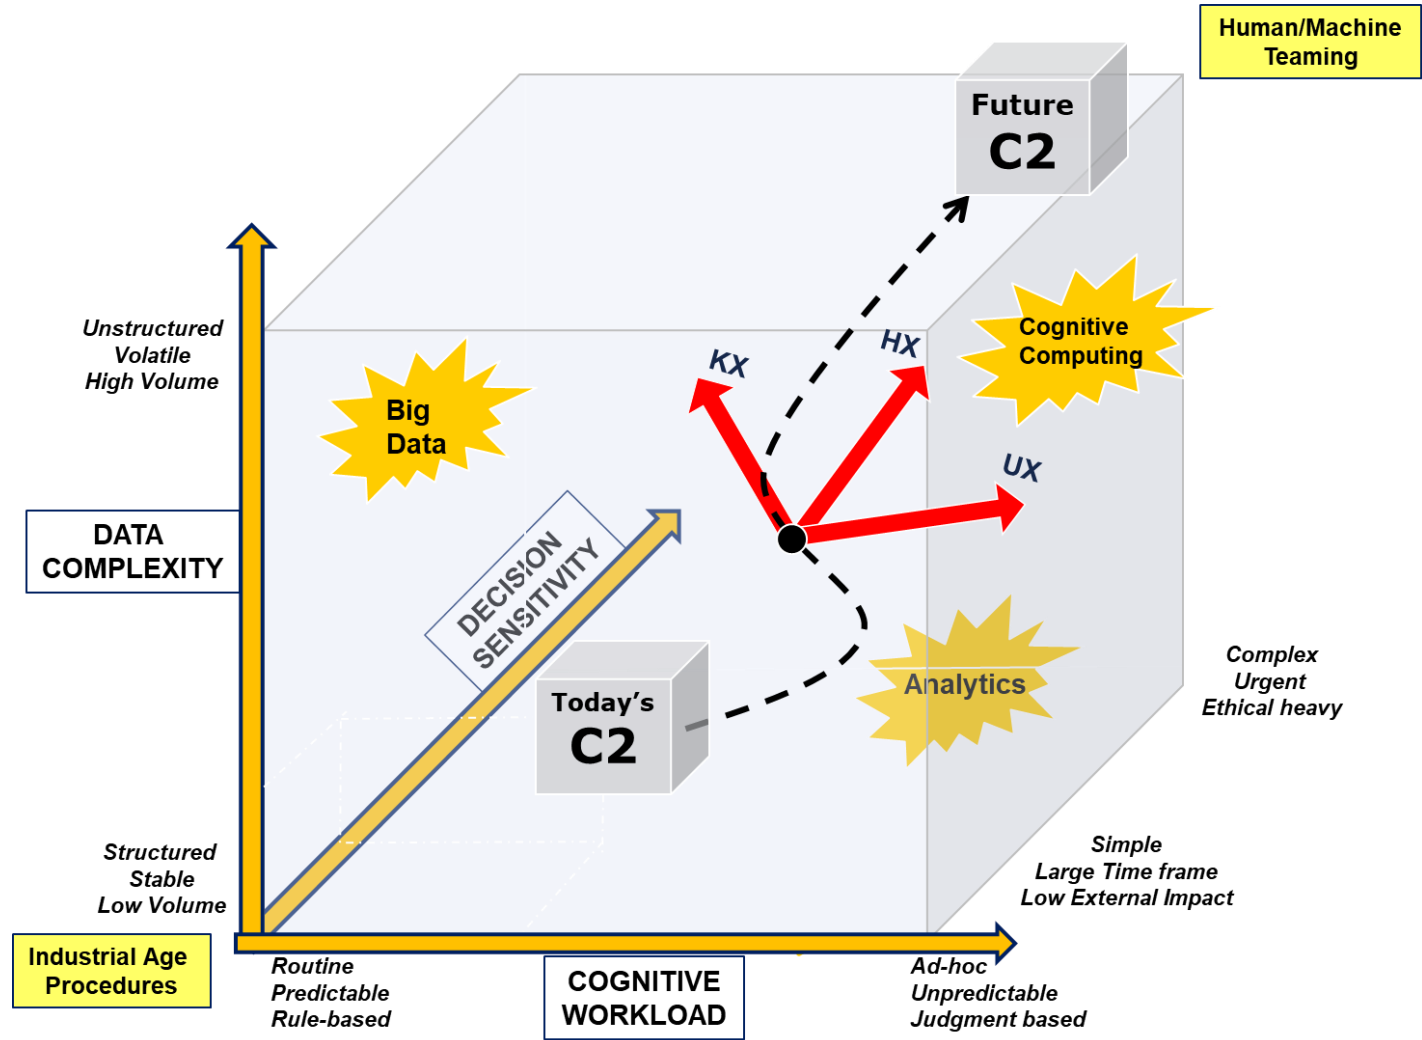 Human/Machine
Teaming
Future
C2
Unstructured
Volatile
High Volume
Big
Data
KX
HX
UX
Cognitive
Computing
DATA
COMPLEXITY
DECISION
SENSITIVITY
Today's
C2
Analytics
Complex
Urgent
Ethical heavy
Structured
Stable
Low Volume
Simple
Large Time frame
Low External Impact
Industrial Age
Procedures
Routine
Predictable
Rule-based
COGNITIVE
WORKLOAD
Ad-hoc
Unpredictable
Judgment based